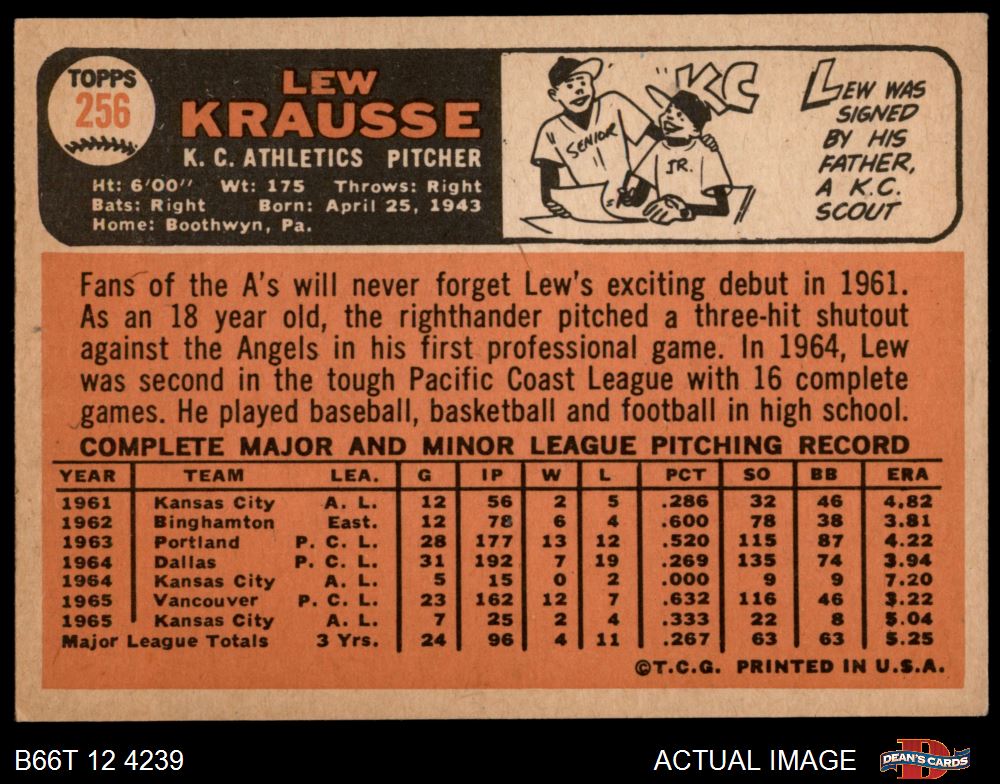 TOPPS
256
LEW
KRAUSSE
K. C. ATHLETICS PITCHER
Ht: 6'00" Wt: 175 Throws: Right
Bats: Right Born: April 25, 1943
Home: Boothwyn, Pa.
SENIOR
JR.
KC
LEW WAS
SIGNED
BY HIS
FATHER,
A K.C.
SCOUT
Fans of the A's will never forget Lew's exciting debut in 1961.
As an 18 year old, the righthander pitched a three-hit shutout
against the Angels in his first professional game. In 1964, Lew
was second in the tough Pacific Coast League with 16 complete
games. He played baseball, basketball and football in high school.
COMPLETE MAJOR AND MINOR LEAGUE PITCHING RECORD
YEAR TEAM LEA. G IP W L PCT SO BB ERA
1961 Kansas City A. L. 12 56 2 5 .286 32 46 4.82
1962 Binghamton East. 12 78 6 4 .600 78 38 3.81
1963 Portland P. C. L. 28 177 13 12 .520 115 87 4.22
1964 Dallas P. C. L. 31 192 7 19 .269 135 74 3.94
1964 Kansas City A. L. 5 15 0 2 .000 9 9 7.20
1965 Vancouver P. C. L. 23 162 12 7 .632 116 46 3.22
1965 Kansas City A. L. 7 25 2 4 .333 22 8 5.04
Major League Totals 3 Yrs. 24 96 4 11 .267 63 63 5.25
©T.C.G. PRINTED IN U.S.A.
B66T 12 4239
ACTUAL IMAGE
DEAN'S CARDS